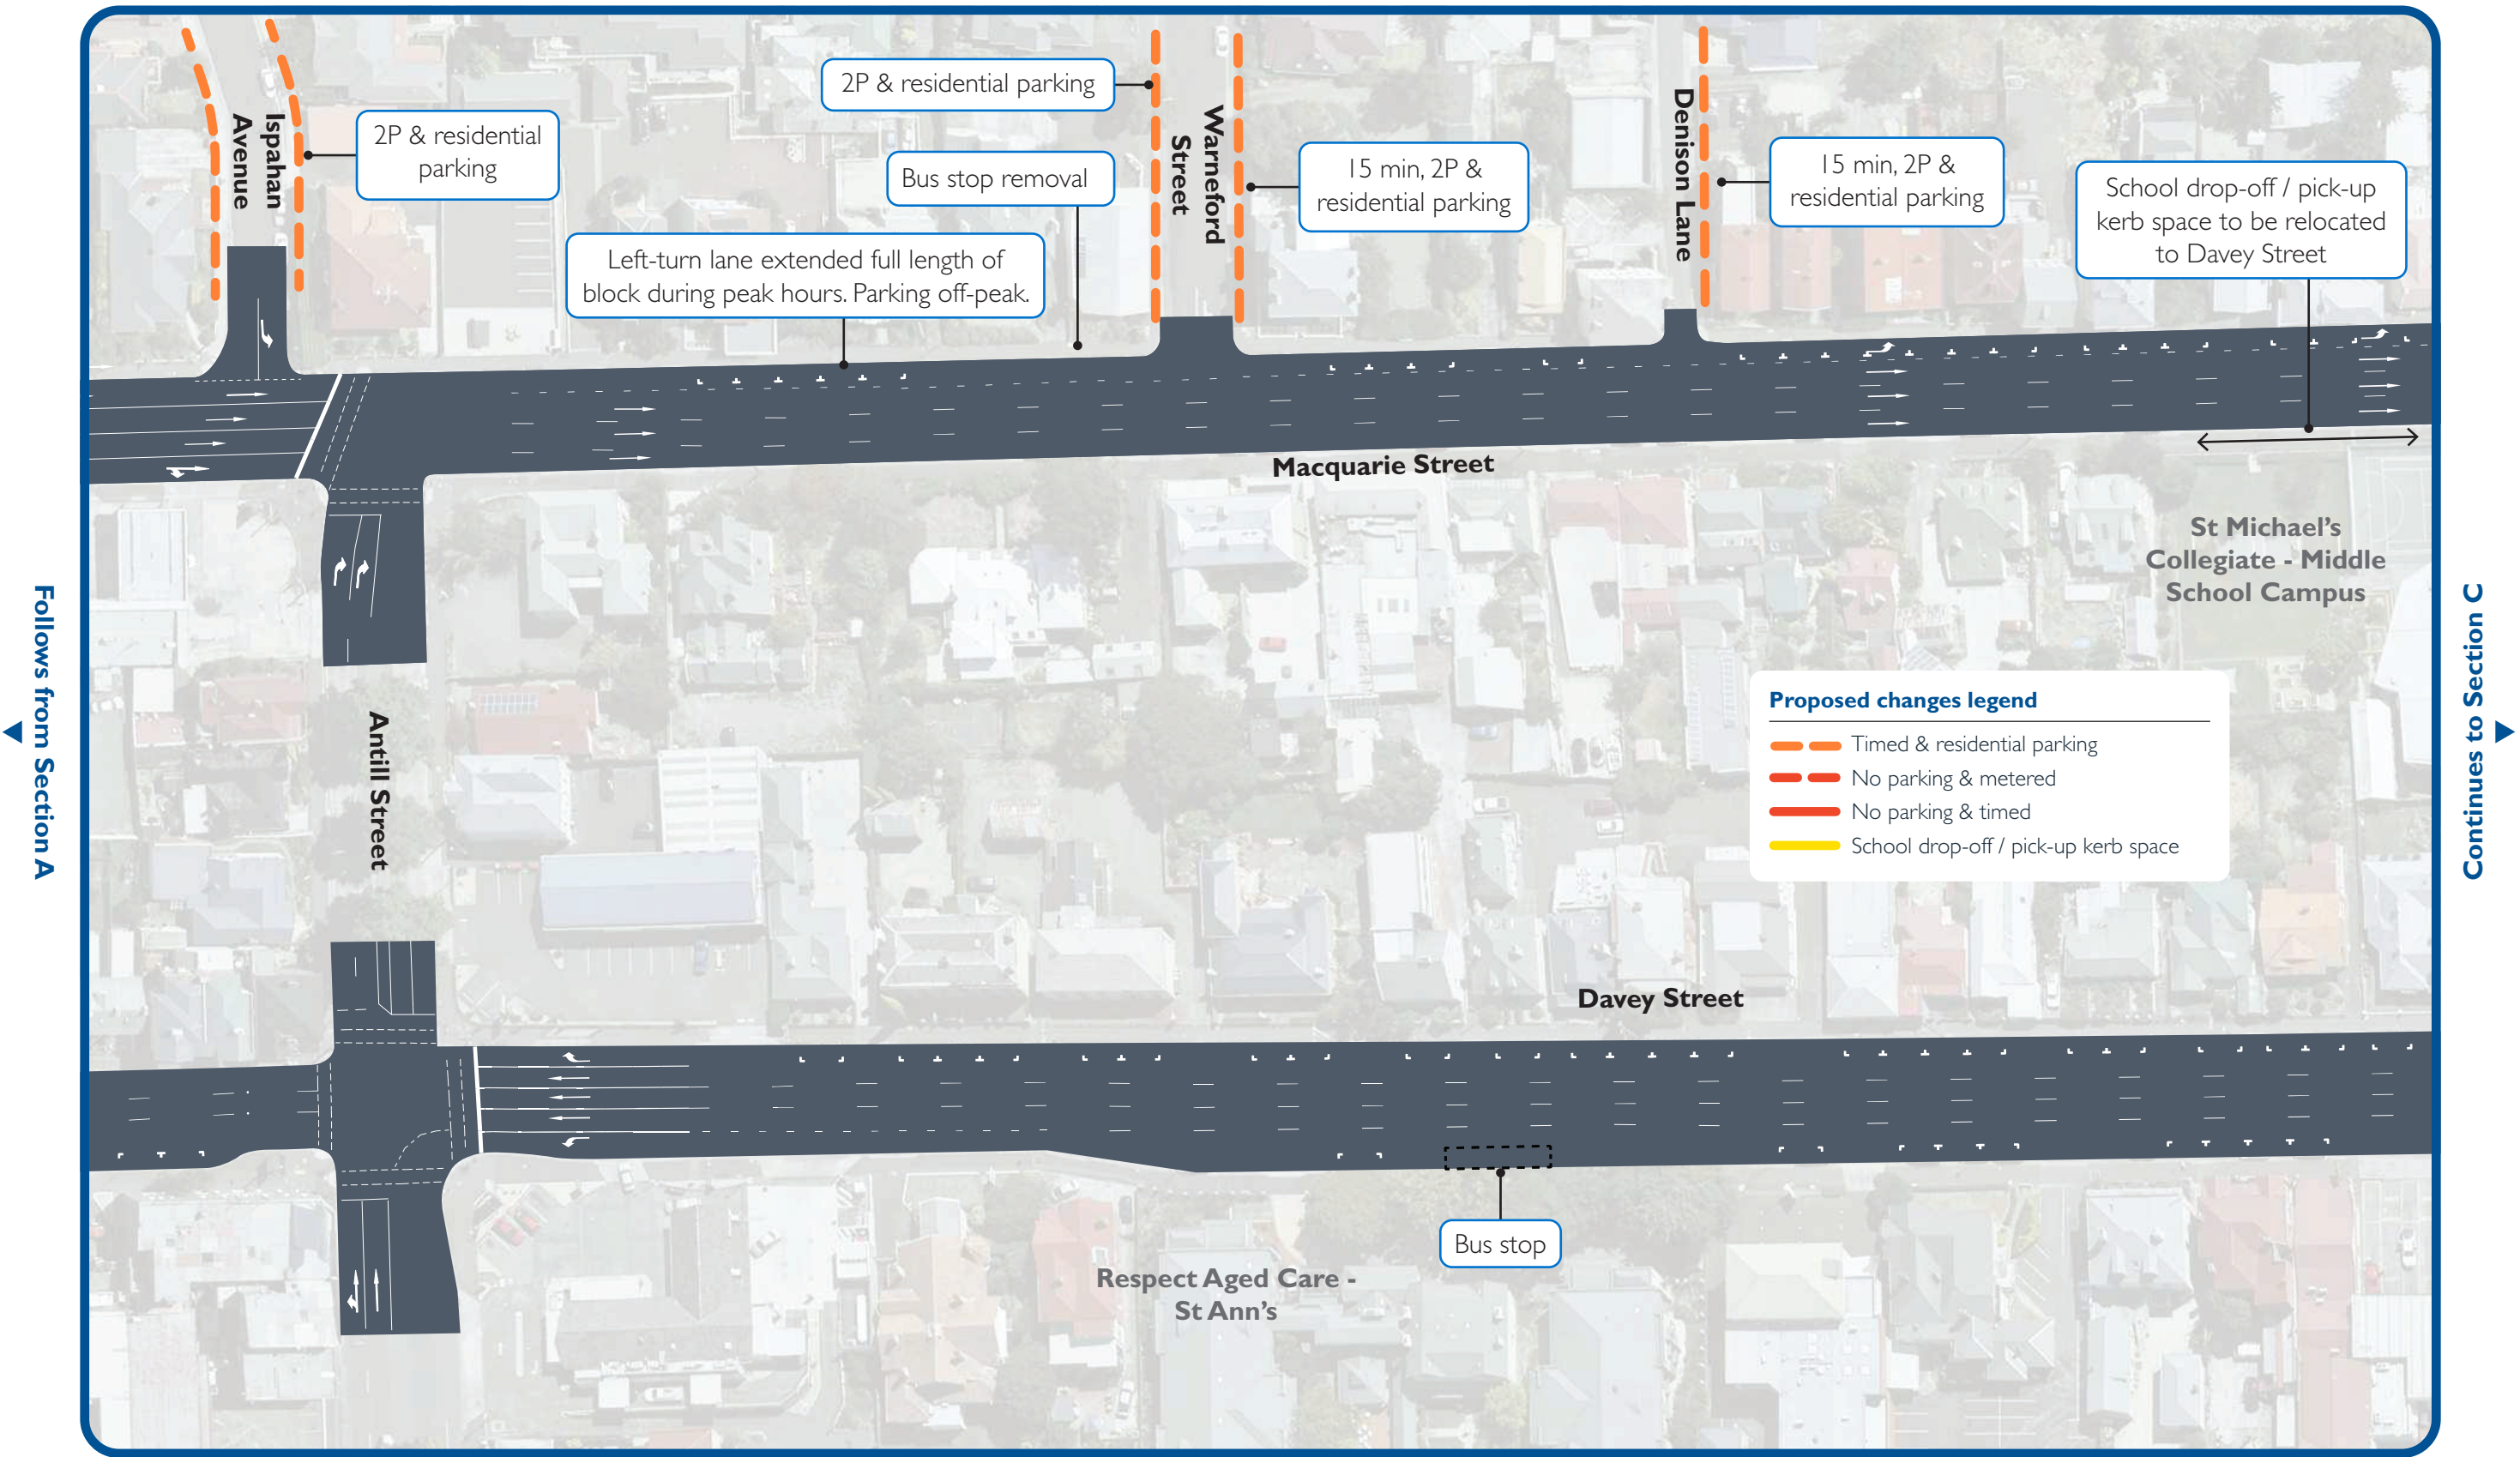 Ispahan
Avenue
2P & residential
parking
2P & residential parking
Bus stop removal
Left-turn lane extended full length of
block during peak hours. Parking off-peak.
Warneford
Street
15 min, 2P &
residential parking
Denison Lane
15 min, 2P &
residential parking
School drop-off / pick-up
kerb space to be relocated
to Davey Street
Macquarie Street
St Michael’s
Collegiate - Middle
School Campus
Follows from Section A
Continues to Section C
Antill Street
Proposed changes legend
Timed & residential parking
No parking & metered
No parking & timed
School drop-off / pick-up kerb space
Davey Street
Bus stop
Respect Aged Care -
St Ann’s